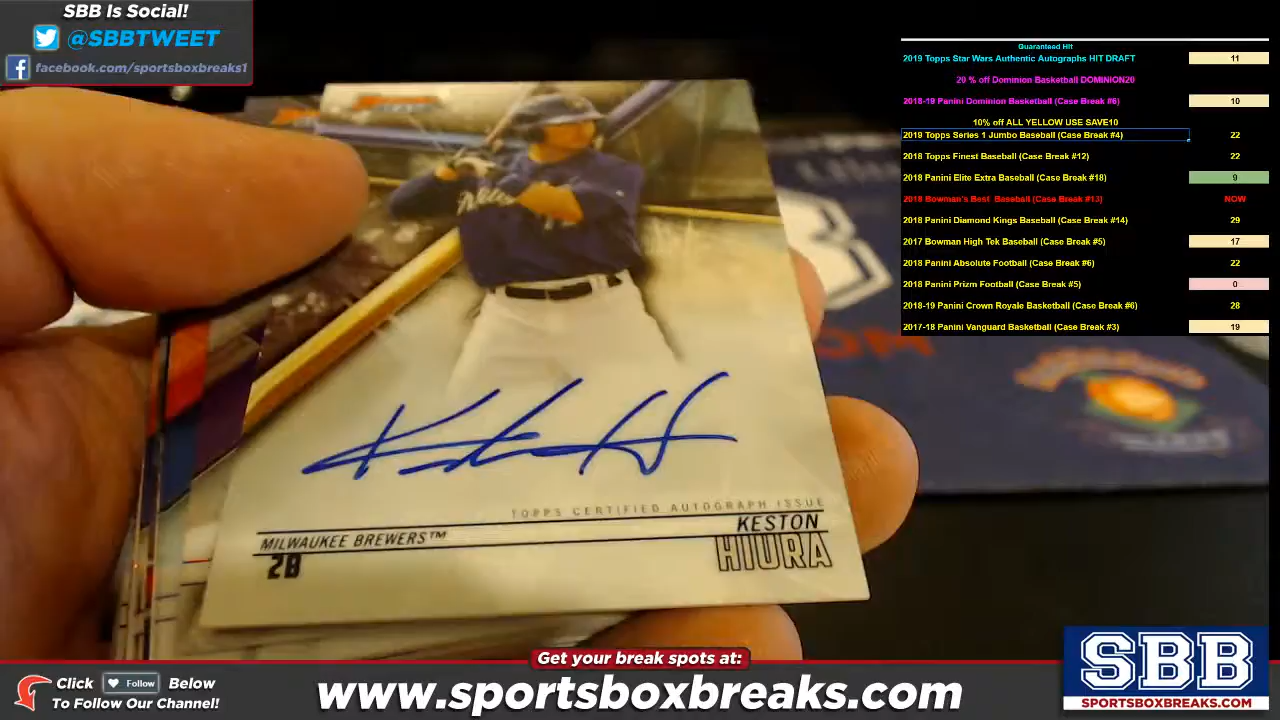 SBB Is Social!
@SBBTWEET
facebook.com/sportsboxbreaks1
Guaranteed Hit
2019 Topps Star Wars Authentic Autographs HIT DRAFT 11
20 % off Dominion Basketball DOMINION20
2018-19 Panini Dominion Basketball (Case Break #6) 10
10% off ALL YELLOW USE SAVE10
2019 Topps Series 1 Jumbo Baseball (Case Break #4) 22
2018 Topps Finest Baseball (Case Break #12) 22
2018 Panini Elite Extra Baseball (Case Break #18) 9
2018 Bowman's Best Baseball (Case Break #13) NOW
2018 Panini Diamond Kings Baseball (Case Break #14) 29
2017 Bowman High Tek Baseball (Case Break #5) 17
2018 Panini Absolute Football (Case Break #6) 22
2018 Panini Prizm Football (Case Break #5) 0
2018-19 Panini Crown Royale Basketball (Case Break #6) 28
2017-18 Panini Vanguard Basketball (Case Break #3) 19
TOPPS CERTIFIED AUTOGRAPH ISSUE
MILWAUKEE BREWERS™
2B
KESTON
HIURA
Get your break spots at:
www.sportsboxbreaks.com
Click Follow Below
To Follow Our Channel!
SBB
SPORTSBOXBREAKS.COM